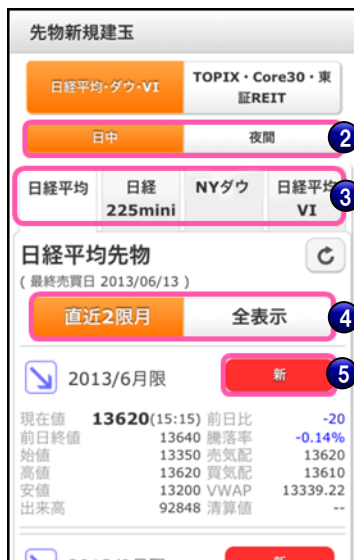 先物新規建玉
日経平均・ダウ・VI
TOPIX・Core30・東
証REIT
日中 夜間 2
日経平均 日経 NYダウ 日経平均 3
225mini VI
日経平均先物
( 最終売買日 2013/06/13 )
直近2限月 全表示 4
2013/6月限 新 5
現在値 13620(15:15) 前日比 -20
前日終値 13640 騰落率 -0.14%
始値 13350 売気配 13620
高値 13620 買気配 13610
安値 13200 VWAP 13339.22
出来高 92848 清算値 --